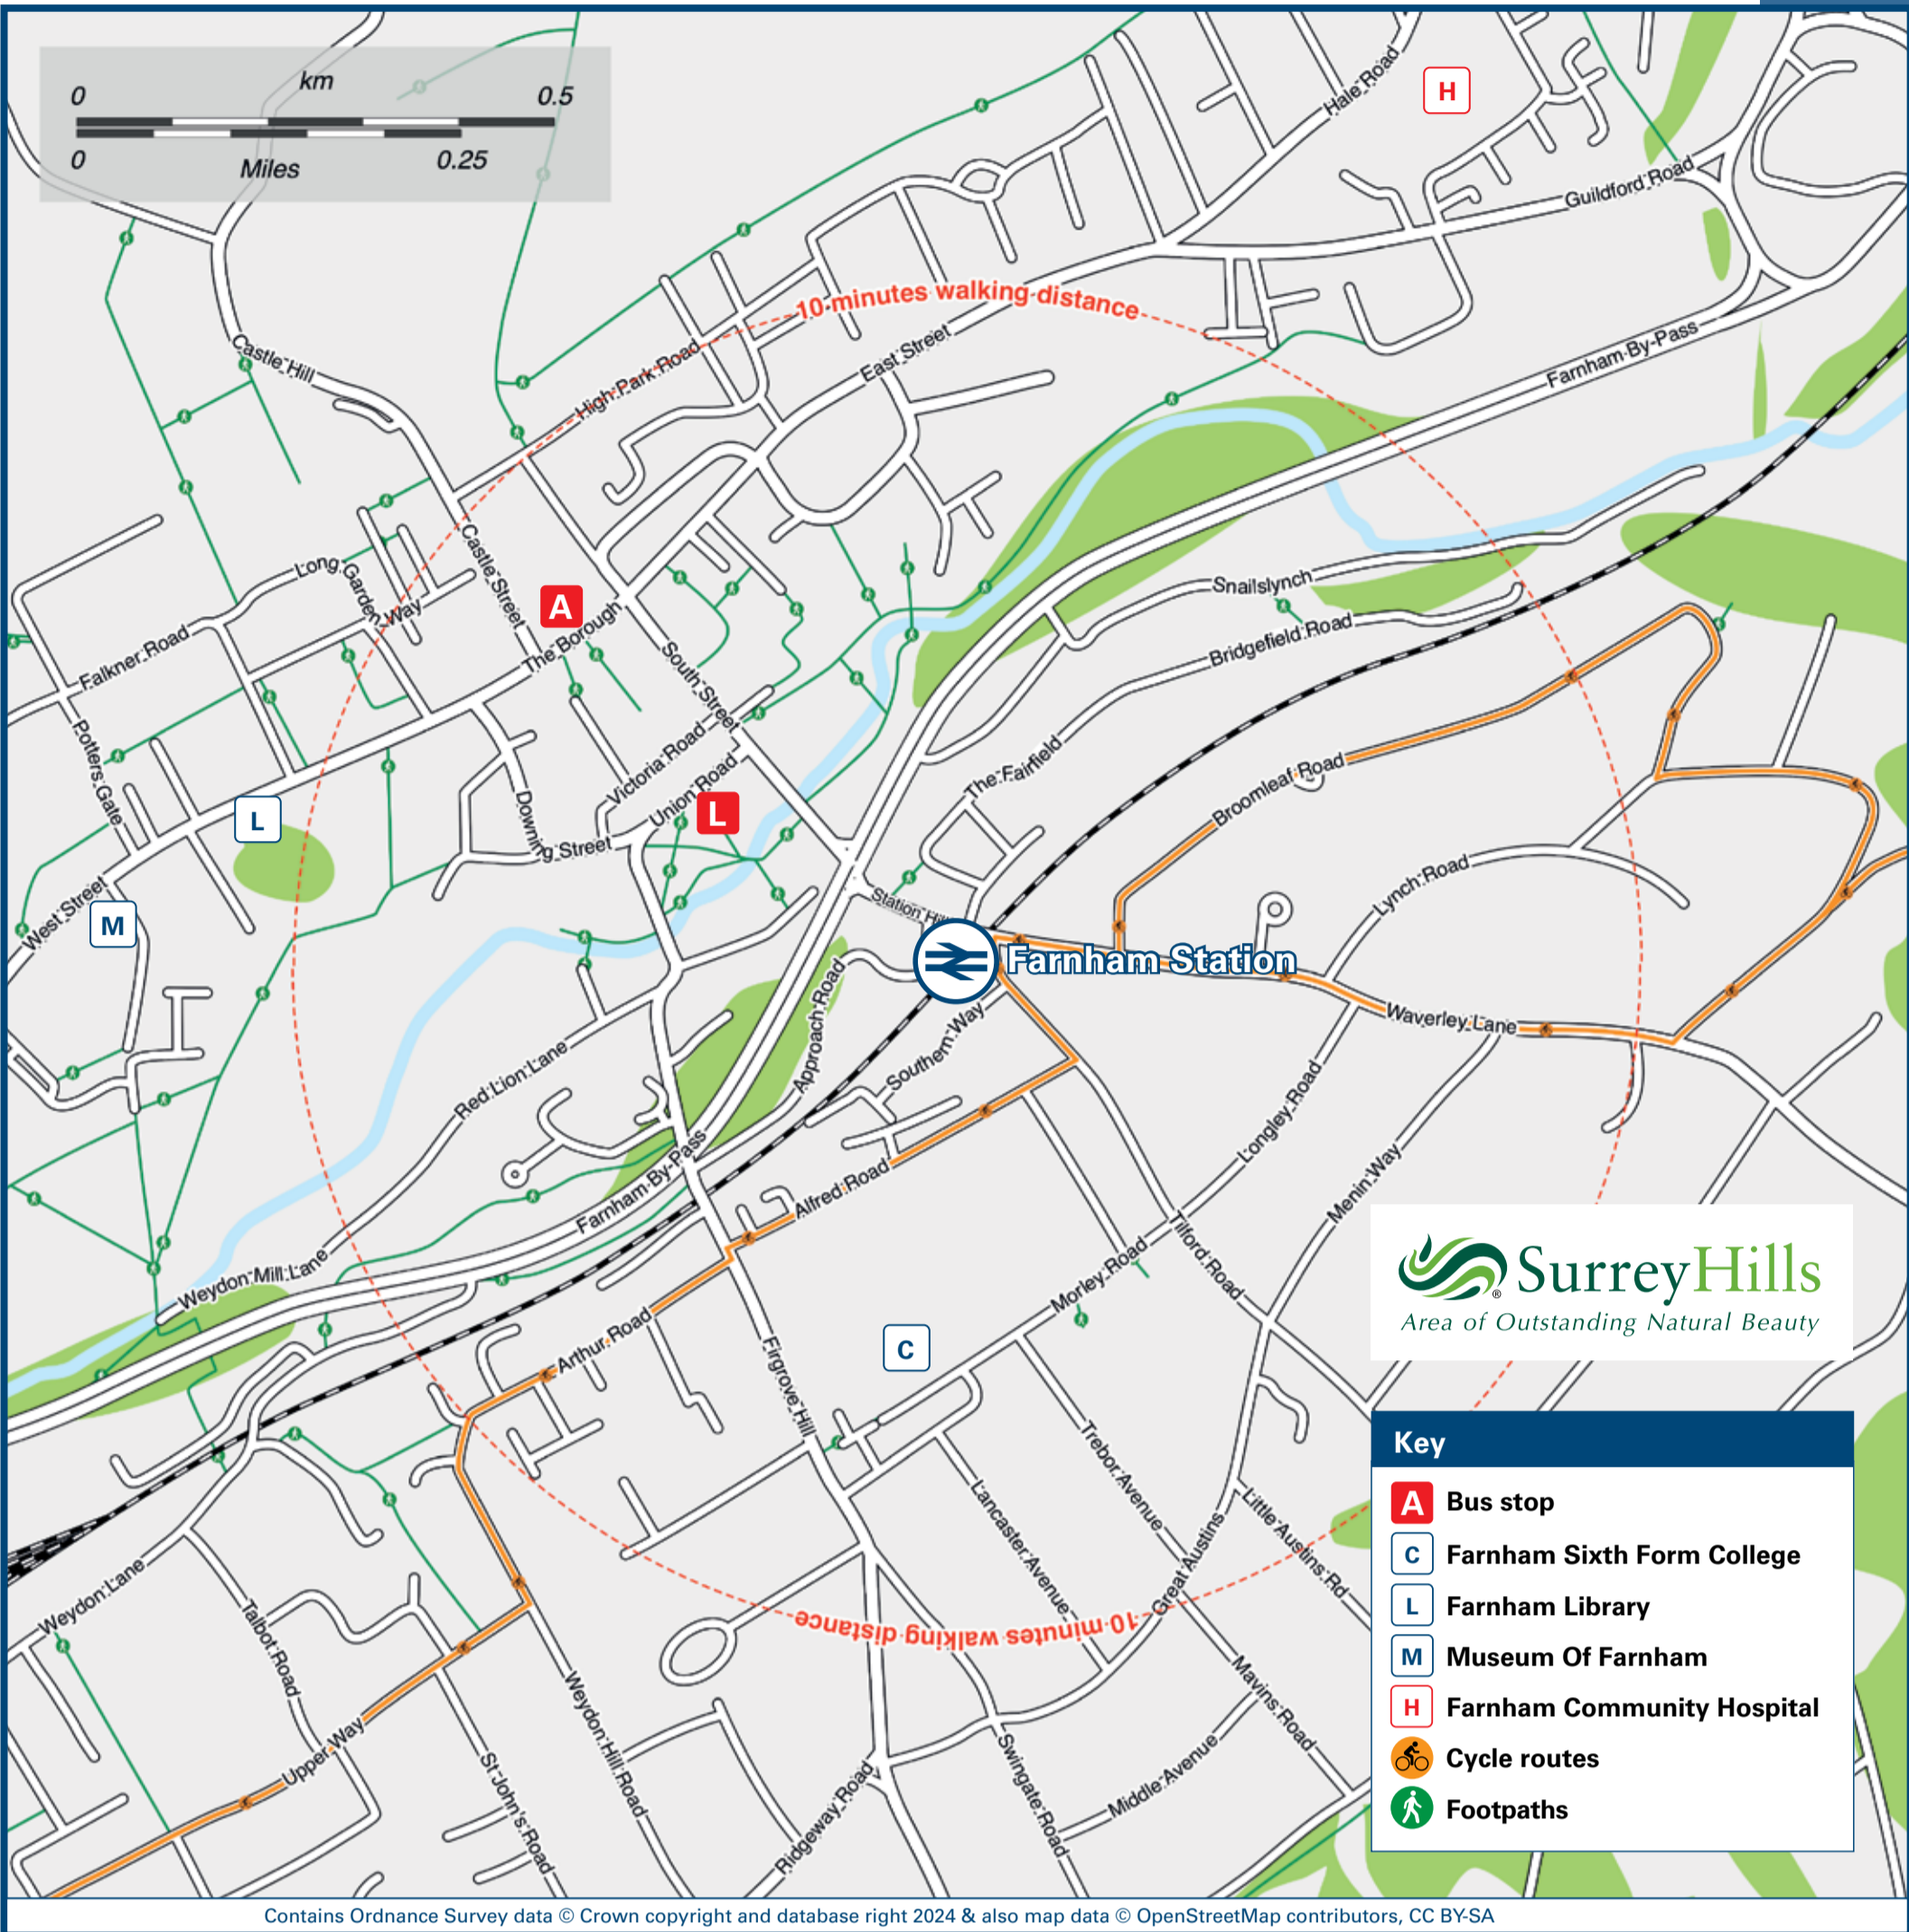 km
0
0.5
0
0.25
Miles
Hale Road
H
Guildford Road
10 minutes walking distance
Castle Hill
High Park Road
East Street
Farnham By-Pass
Long Garden Way
Castle Street
A
Snailslynch
The Borough
Falkner Road
South Street
Bridgefield Road
Potters Gate
Victoria Road
The Fairfield
Union Road
Broomleaf Road
L
L
Downing Street
Lynch Road
West Street
M
Station Hill
Farnham Station
Approach Road
Waverley Lane
Southern Way
Red Lion Lane
Longley Road
Farnham By-Pass
Alfred Road
Menin Way
Tilford Road
Weydon Mill Lane
Morley Road
SurreyHills
®
Area of Outstanding Natural Beauty
Arthur Road
Firgrove Hill
C
Trebor Avenue
Lancaster Avenue
Little Austins Rd
Great Austins
Weydon Lane
10 minutes walking distance
Talbot Road
Weydon Hill Road
Mavins Road
Upper Way
St John's Road
Swingate Road
Middle Avenue
Ridgeway Road
Key
A Bus stop
C Farnham Sixth Form College
L Farnham Library
M Museum Of Farnham
H Farnham Community Hospital
Cycle routes
Footpaths
Contains Ordnance Survey data © Crown copyright and database right 2024 & also map data © OpenStreetMap contributors, CC BY-SA